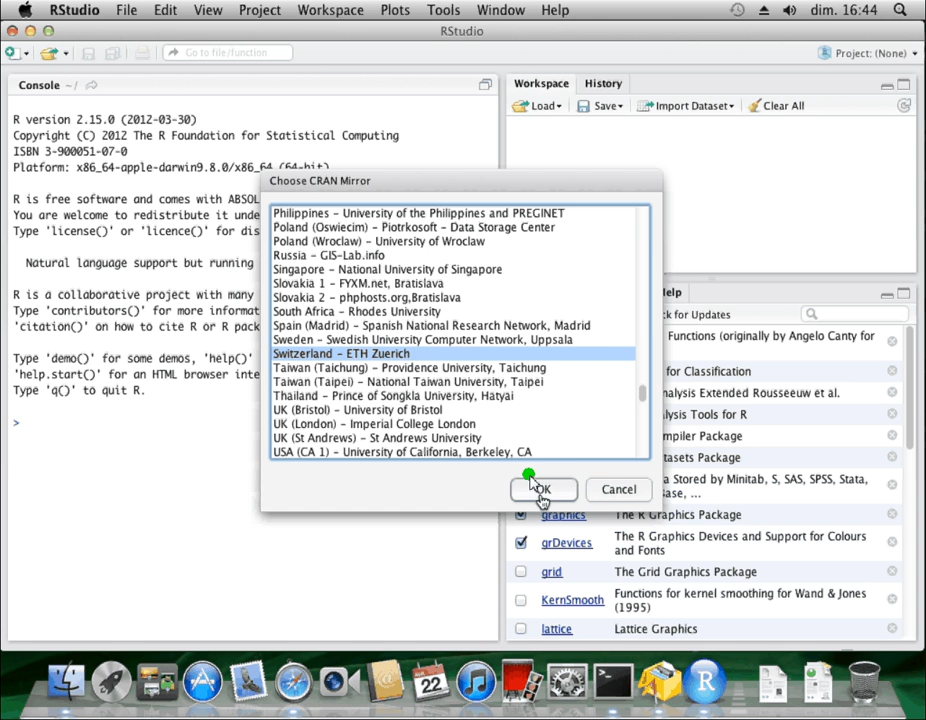 RStudio File Edit View Project Workspace Plots Tools Window Help dim. 16:44
RStudio
Go to file/function
Project: (None)
Console ~/
R version 2.15.0 (2012-03-30)
Copyright (C) 2012 The R Foundation for Statistical Computing
ISBN 3-900051-07-0
Platform: x86_64-apple-darwin9.8.0/x86_64 (64-bit)
R is free software and comes with ABSOL
You are welcome to redistribute it unde
Type 'license()' or 'licence()' for dis
Natural language support but running
R is a collaborative project with many
Type 'contributors()' for more informat
'citation()' on how to cite R or R pack
Type 'demo()' for some demos, 'help()'
'help.start()' for an HTML browser inte
Type 'q()' to quit R.
>
Workspace History
Load Save Import Dataset Clear All
Choose CRAN Mirror
Philippines - University of the Philippines and PREGINET
Poland (Oswiecim) - Piotrkosoft - Data Storage Center
Poland (Wroclaw) - University of Wroclaw
Russia - GIS-Lab.info
Singapore - National University of Singapore
Slovakia 1 - FYXM.net, Bratislava
Slovakia 2 - phphosts.org,Bratislava
South Africa - Rhodes University
Spain (Madrid) - Spanish National Research Network, Madrid
Sweden - Swedish University Computer Network, Uppsala
Switzerland - ETH Zuerich
Taiwan (Taichung) - Providence University, Taichung
Taiwan (Taipei) - National Taiwan University, Taipei
Thailand - Prince of Songkla University, Hatyai
UK (Bristol) - University of Bristol
UK (London) - Imperial College London
UK (St Andrews) - St Andrews University
USA (CA 1) - University of California, Berkeley, CA
OK Cancel
elp
ck for Updates
Functions (originally by Angelo Canty for
for Classification
nalysis Extended Rousseeuw et al.
alysis Tools for R
mpiler Package
tasets Package
a Stored by Minitab, S, SAS, SPSS, Stata,
ase, ...
graphics The R Graphics Package
grDevices The R Graphics Devices and Support for Colours
and Fonts
grid The Grid Graphics Package
KernSmooth Functions for kernel smoothing for Wand & Jones
(1995)
lattice Lattice Graphics
22
R